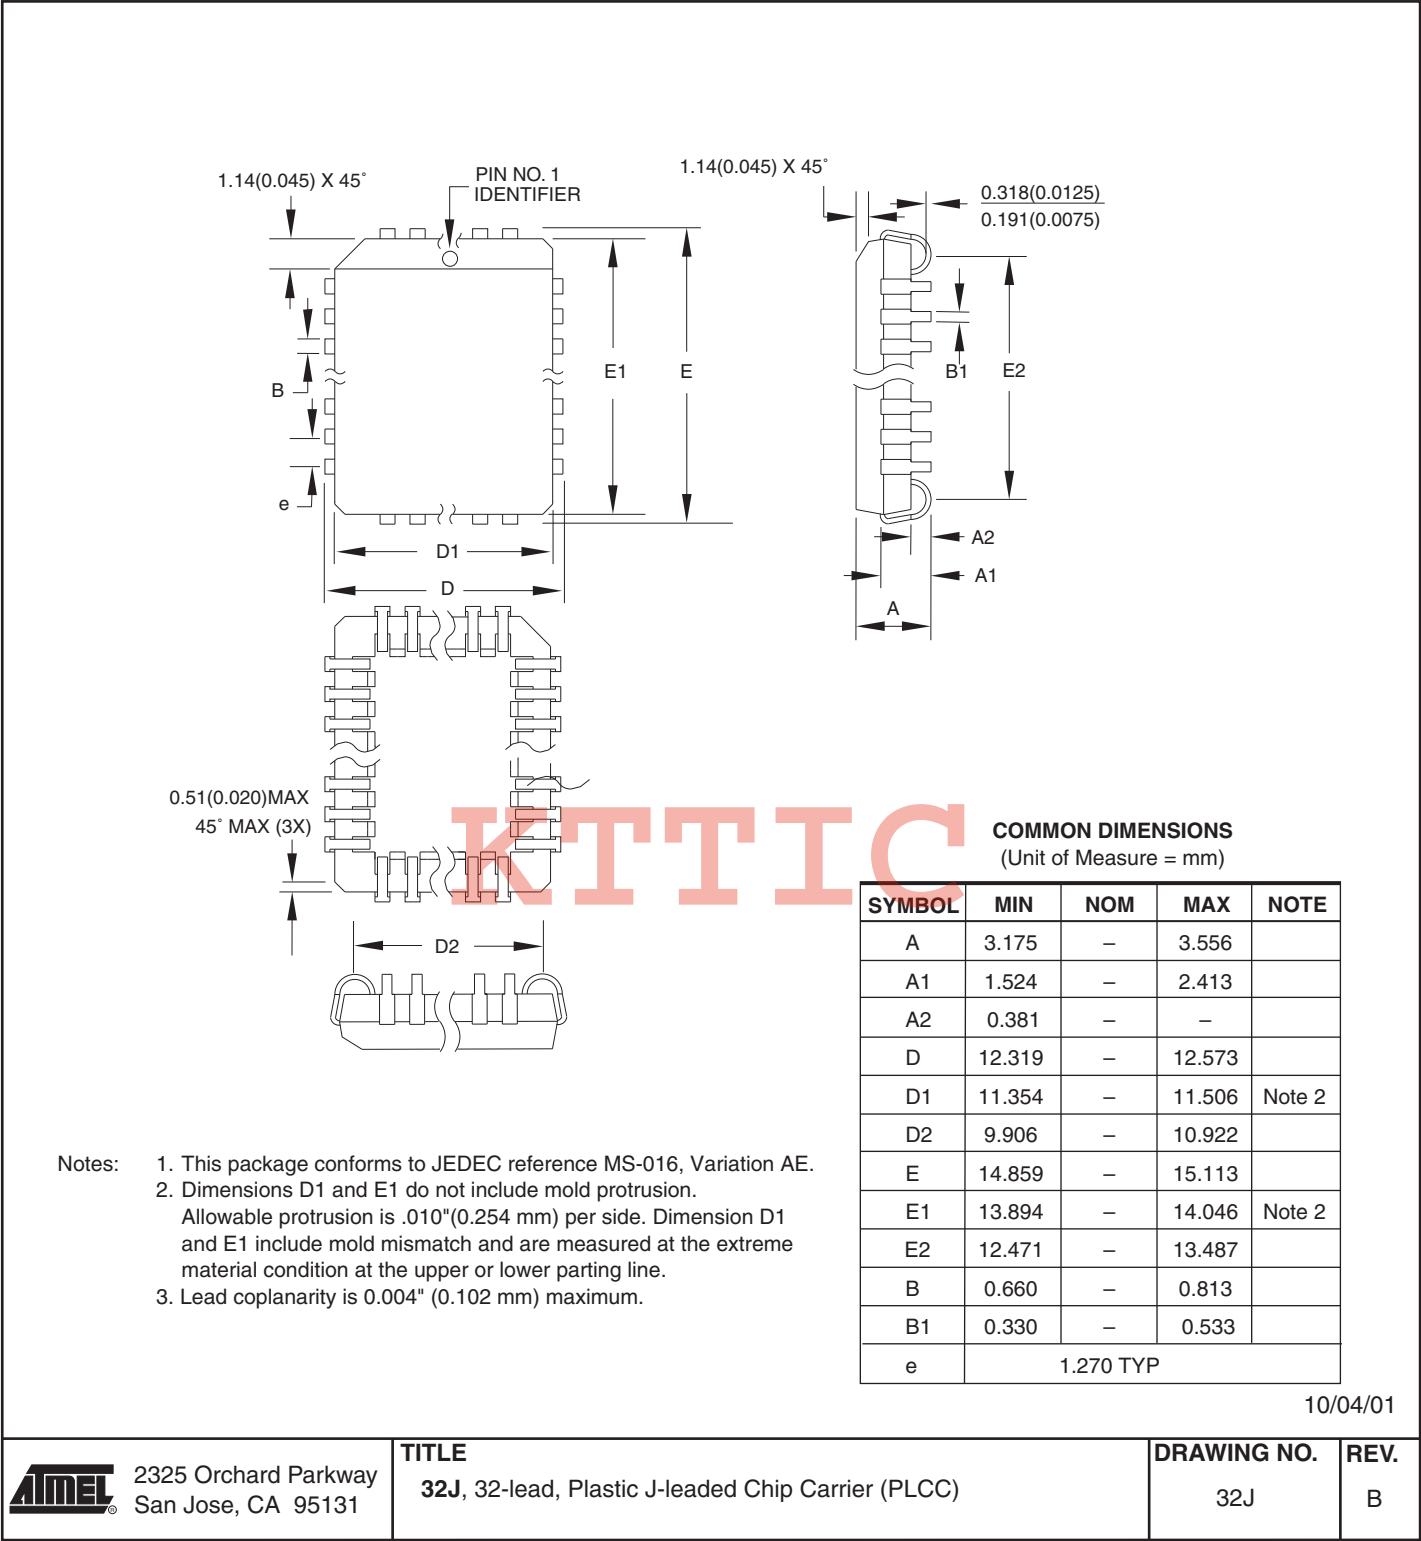 1.14(0.045) X 45˚
PIN NO. 1
IDENTIFIER
1.14(0.045) X 45˚
0.318(0.0125)
0.191(0.0075)
E1
E
B
e
B1
E2
D1
D
A2
A1
A
0.51(0.020)MAX
45˚ MAX (3X)
D2
KTTIC
COMMON DIMENSIONS
(Unit of Measure = mm)
SYMBOL MIN NOM MAX NOTE
A 3.175 – 3.556
A1 1.524 – 2.413
A2 0.381 – –
D 12.319 – 12.573
D1 11.354 – 11.506 Note 2
D2 9.906 – 10.922
E 14.859 – 15.113
E1 13.894 – 14.046 Note 2
E2 12.471 – 13.487
B 0.660 – 0.813
B1 0.330 – 0.533
e 1.270 TYP
Notes: 1. This package conforms to JEDEC reference MS-016, Variation AE.
2. Dimensions D1 and E1 do not include mold protrusion.
Allowable protrusion is .010"(0.254 mm) per side. Dimension D1
and E1 include mold mismatch and are measured at the extreme
material condition at the upper or lower parting line.
3. Lead coplanarity is 0.004" (0.102 mm) maximum.
10/04/01
ATMEL®
2325 Orchard Parkway
San Jose, CA 95131
TITLE
32J, 32-lead, Plastic J-leaded Chip Carrier (PLCC)
DRAWING NO.
32J
REV.
B